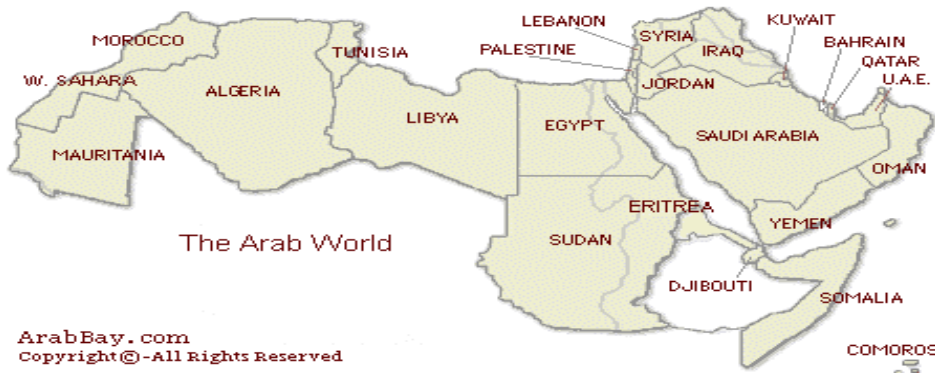 LEBANON
KUWAIT
MOROCCO
SYRIA
BAHRAIN
TUNISIA
PALESTINE
IRAQ
QATAR
W. SAHARA
U.A.E.
ALGERIA
JORDAN
LIBYA
EGYPT
SAUDI ARABIA
MAURITANIA
OMAN
ERITREA
YEMEN
The Arab World
SUDAN
DJIBOUTI
SOMALIA
ArabBay.com
Copyright©-All Rights Reserved
COMOROS